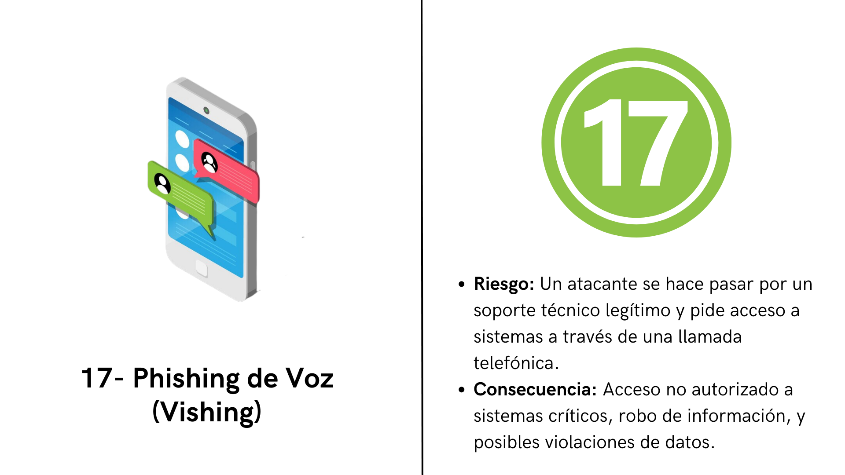 17- Phishing de Voz
(Vishing)
17
• Riesgo: Un atacante se hace pasar por un
soporte técnico legítimo y pide acceso a
sistemas a través de una llamada
telefónica.
• Consecuencia: Acceso no autorizado a
sistemas críticos, robo de información, y
posibles violaciones de datos.